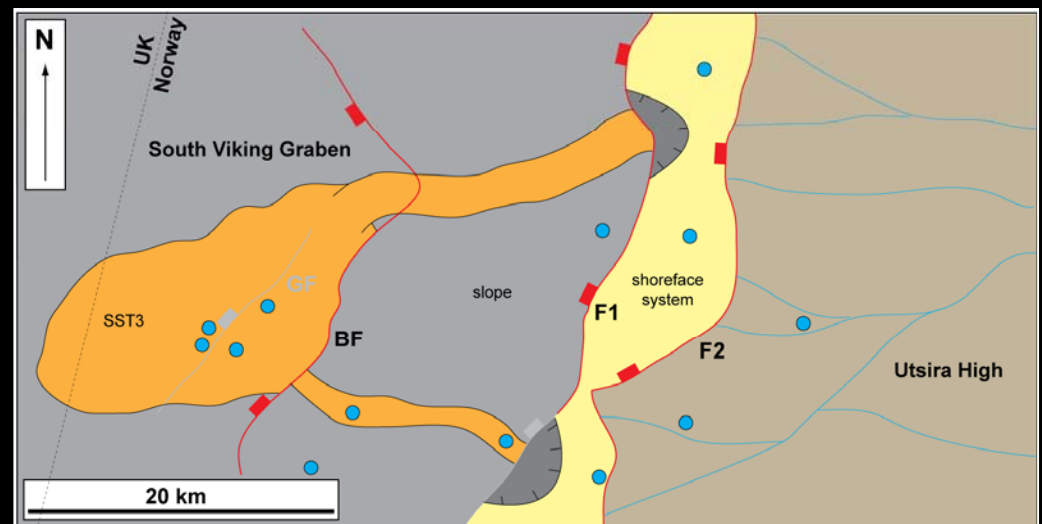 N
UK
Norway
South Viking Graben
GF
slope
shoreface
system
SST3
BF
F1
F2
Utsira High
20 km